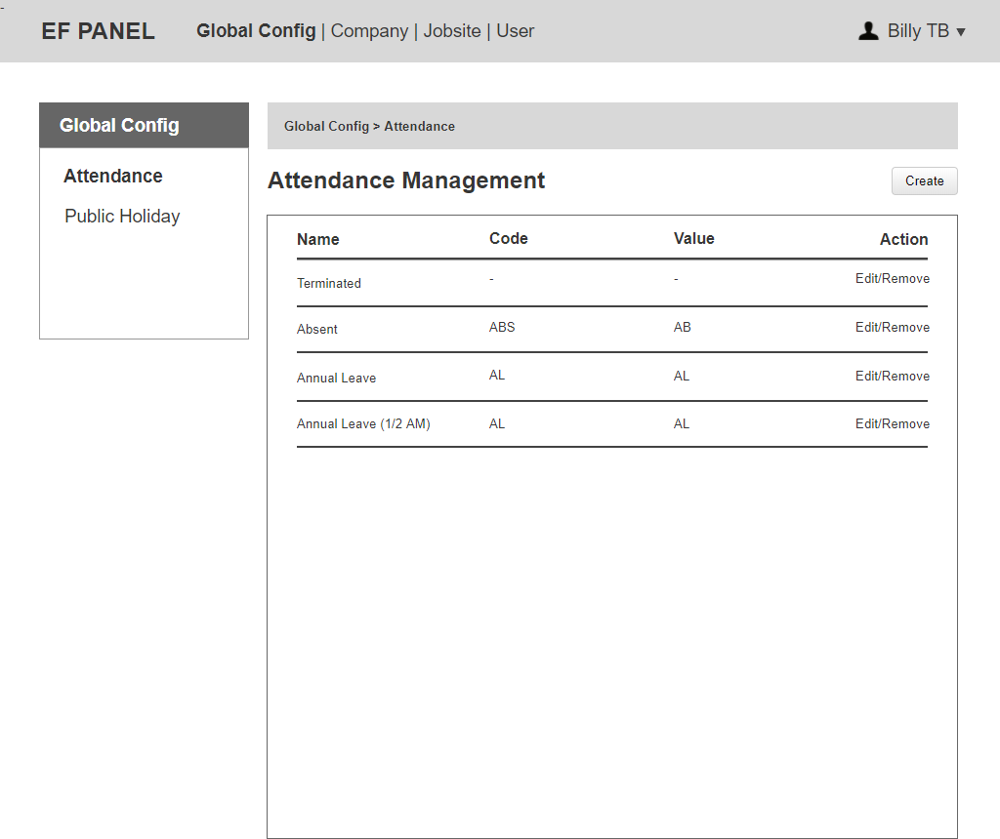 -
EF PANEL Global Config | Company | Jobsite | User Billy TB ▼
Global Config
Attendance
Public Holiday
Global Config > Attendance
Attendance Management Create
Name Code Value Action
Terminated - - Edit/Remove
Absent ABS AB Edit/Remove
Annual Leave AL AL Edit/Remove
Annual Leave (1/2 AM) AL AL Edit/Remove